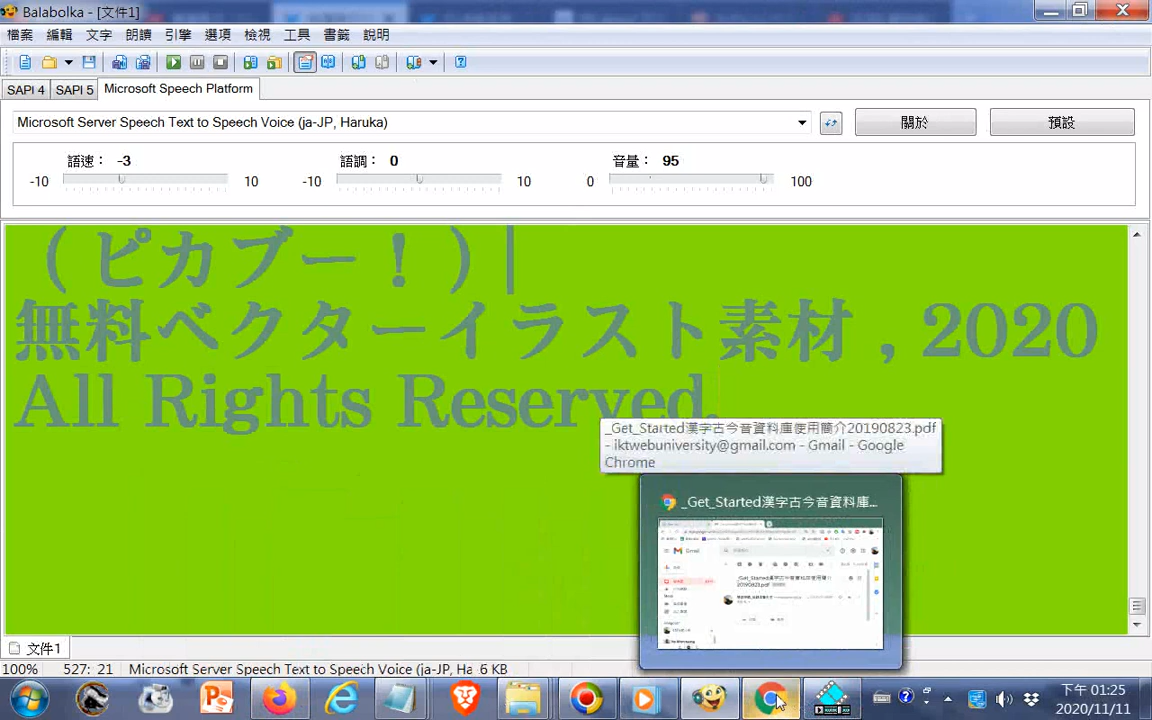 Balabolka - [文件1]
檔案 編輯 文字 朗讀 引擎 選項 檢視 工具 書籤 說明
SAPI 4 SAPI 5 Microsoft Speech Platform
Microsoft Server Speech Text to Speech Voice (ja-JP, Haruka) 關於 預設
語速： -3 語調： 0 音量： 95
-10 10 -10 10 0 100
（ピカブー！）
無料ベクターイラスト素材 , 2020
All Rights Reserved.
_Get_Started漢字古今音資料庫使用簡介20190823.pdf
- iktwebuniversity@gmail.com - Gmail - Google
Chrome
_Get_Started漢字古今音資料庫...
Gmail
文件1
100% 527: 21 Microsoft Server Speech Text to Speech Voice (ja-JP, Ha 6 KB
下午 01:25
2020/11/11